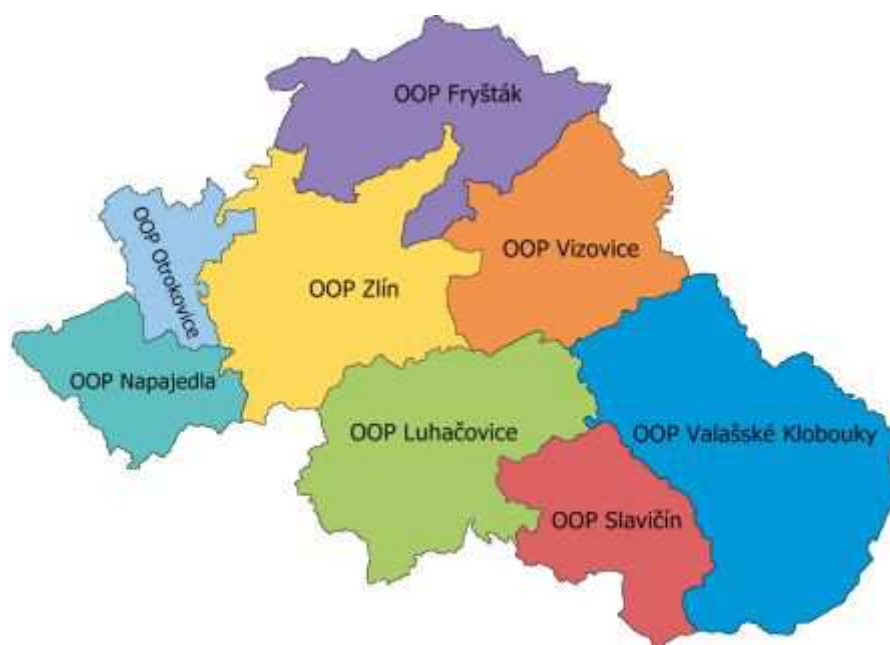 OOP Fryšták
OOP Otrokovice
OOP Vizovice
OOP Zlín
OOP Napajedla
OOP Luhačovice
OOP Valašské Klobouky
OOP Slavičín